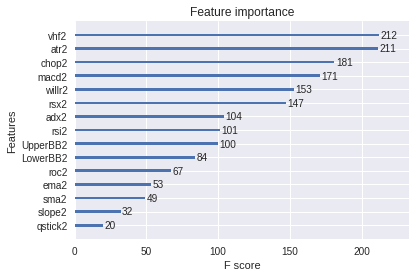 Feature importance
Features
vhf2 212
atr2 211
chop2 181
macd2 171
willr2 153
rsx2 147
adx2 104
rsi2 101
UpperBB2 100
LowerBB2 84
roc2 67
ema2 53
sma2 49
slope2 32
qstick2 20
0 50 100 150 200
F score